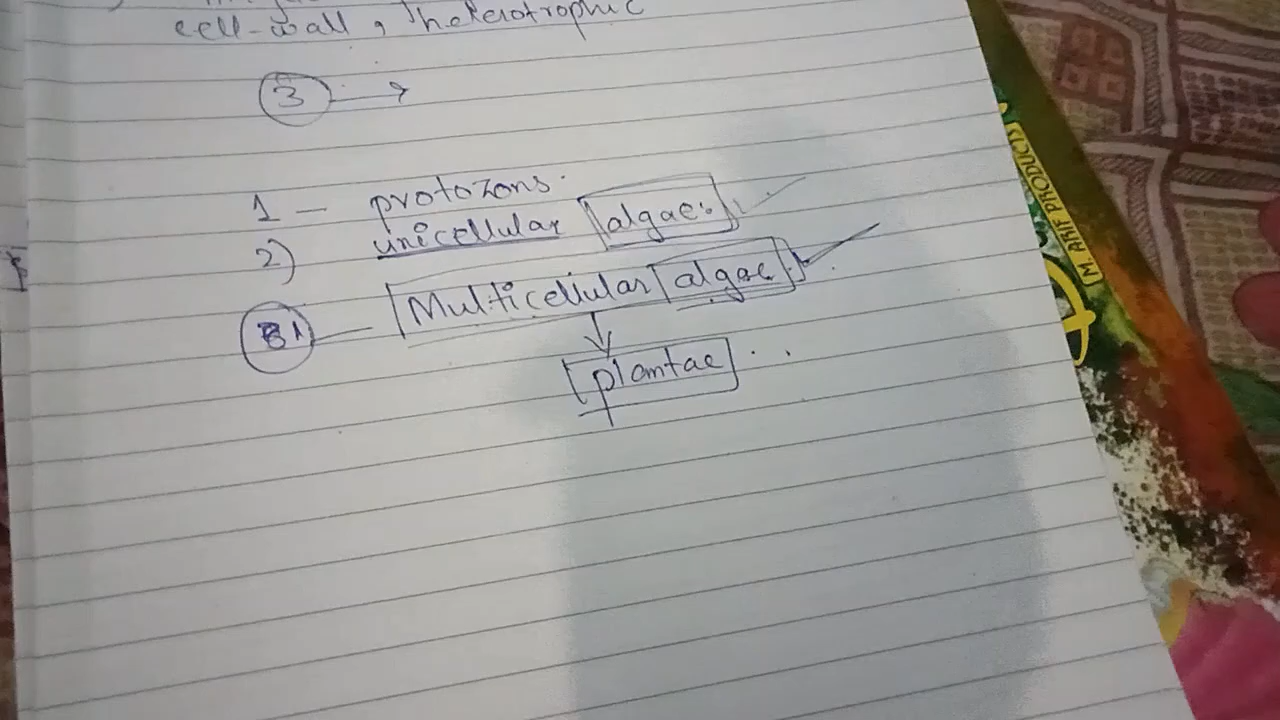 cell-wall, heterotrophic
3 →
1 – protozons.
2) unicellular algae.
3) — Multicellular algae.
↓
plantae
M. ARIF PRODUCTS